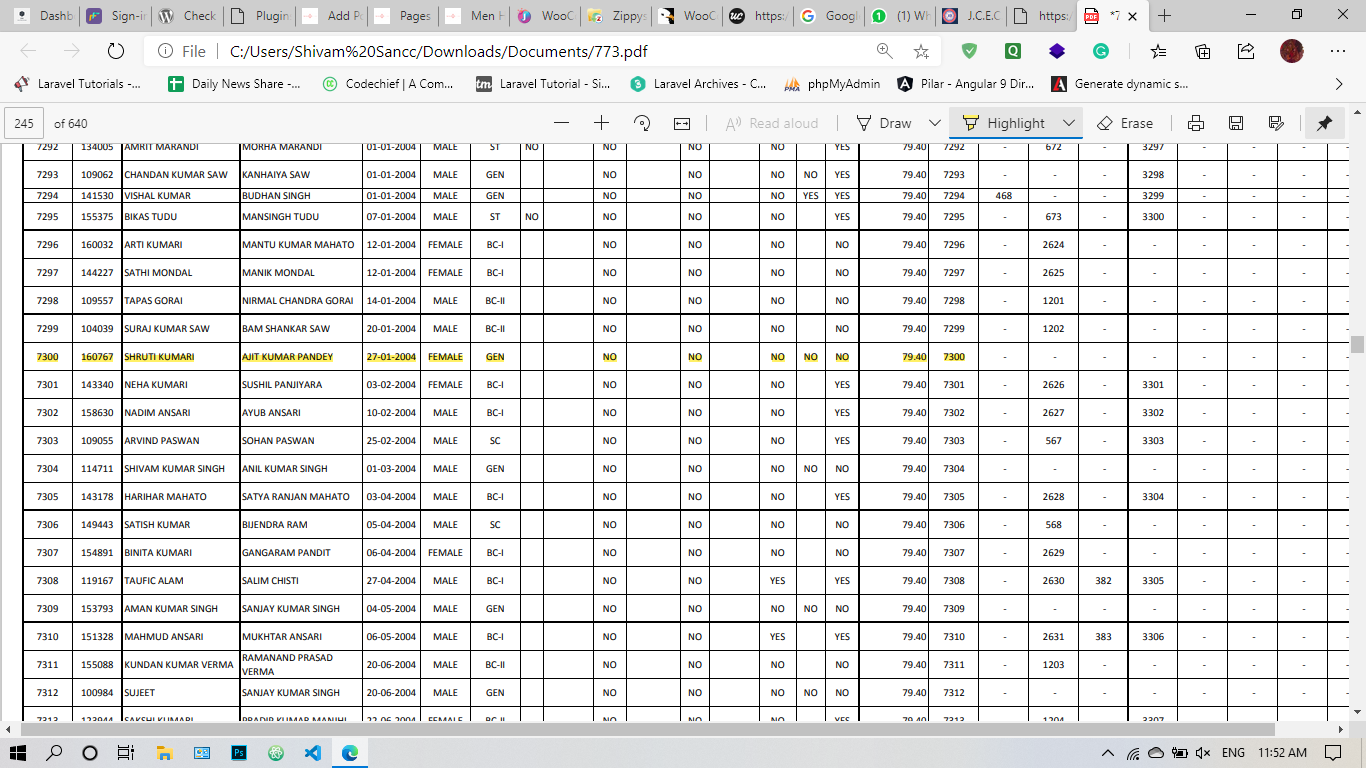 Dashb Sign-in Check Plugin Add P Pages Men H WooC Zippys WooC https:/ Googl (1) Wh J.C.E.C https:/ *7
File C:/Users/Shivam%20Sancc/Downloads/Documents/773.pdf
Laravel Tutorials -... Daily News Share -... Codechief | A Com... Laravel Tutorial - Si... Laravel Archives - C... phpMyAdmin Pilar - Angular 9 Dir... Generate dynamic s...
245 of 640 Read aloud Draw Highlight Erase
7292 134005 AMRIT MARANDI MORHA MARANDI 01-01-2004 MALE ST NO NO NO NO YES 79.40 7292 - 672 - 3297 - - - -
7293 109062 CHANDAN KUMAR SAW KANHAIYA SAW 01-01-2004 MALE GEN NO NO NO NO YES 79.40 7293 - - - 3298 - - - -
7294 141530 VISHAL KUMAR BUDHAN SINGH 01-01-2004 MALE GEN NO NO NO YES YES 79.40 7294 468 - - 3299 - - - -
7295 155375 BIKAS TUDU MANSINGH TUDU 07-01-2004 MALE ST NO NO NO NO YES 79.40 7295 - 673 - 3300 - - - -
7296 160032 ARTI KUMARI MANTU KUMAR MAHATO 12-01-2004 FEMALE BC-I NO NO NO NO 79.40 7296 - 2624 - - - - - -
7297 144227 SATHI MONDAL MANIK MONDAL 12-01-2004 FEMALE BC-I NO NO NO NO 79.40 7297 - 2625 - - - - - -
7298 109557 TAPAS GORAI NIRMAL CHANDRA GORAI 14-01-2004 MALE BC-II NO NO NO NO 79.40 7298 - 1201 - - - - - -
7299 104039 SURAJ KUMAR SAW BAM SHANKAR SAW 20-01-2004 MALE BC-II NO NO NO NO 79.40 7299 - 1202 - - - - - -
7300 160767 SHRUTI KUMARI AJIT KUMAR PANDEY 27-01-2004 FEMALE GEN NO NO NO NO NO 79.40 7300 - - - - - - - -
7301 143340 NEHA KUMARI SUSHIL PANJIYARA 03-02-2004 FEMALE BC-I NO NO NO YES 79.40 7301 - 2626 - 3301 - - - -
7302 158630 NADIM ANSARI AYUB ANSARI 10-02-2004 MALE BC-I NO NO NO YES 79.40 7302 - 2627 - 3302 - - - -
7303 109055 ARVIND PASWAN SOHAN PASWAN 25-02-2004 MALE SC NO NO NO YES 79.40 7303 - 567 - 3303 - - - -
7304 114711 SHIVAM KUMAR SINGH ANIL KUMAR SINGH 01-03-2004 MALE GEN NO NO NO NO NO 79.40 7304 - - - - - - - -
7305 143178 HARIHAR MAHATO SATYA RANJAN MAHATO 03-04-2004 MALE BC-I NO NO NO YES 79.40 7305 - 2628 - 3304 - - - -
7306 149443 SATISH KUMAR BIJENDRA RAM 05-04-2004 MALE SC NO NO NO NO 79.40 7306 - 568 - - - - - -
7307 154891 BINITA KUMARI GANGARAM PANDIT 06-04-2004 FEMALE BC-I NO NO NO NO 79.40 7307 - 2629 - - - - - -
7308 119167 TAUFIC ALAM SALIM CHISTI 27-04-2004 MALE BC-I NO NO YES YES 79.40 7308 - 2630 382 3305 - - - -
7309 153793 AMAN KUMAR SINGH SANJAY KUMAR SINGH 04-05-2004 MALE GEN NO NO NO NO NO 79.40 7309 - - - - - - - -
7310 151328 MAHMUD ANSARI MUKHTAR ANSARI 06-05-2004 MALE BC-I NO NO YES YES 79.40 7310 - 2631 383 3306 - - - -
7311 155088 KUNDAN KUMAR VERMA RAMANAND PRASAD VERMA 20-06-2004 MALE BC-II NO NO NO NO 79.40 7311 - 1203 - - - - - -
7312 100984 SUJEET SANJAY KUMAR SINGH 20-06-2004 MALE GEN NO NO NO NO NO 79.40 7312 - - - - - - - -
7313 123944 SAKSHI KUMARI PRADIP KUMAR MANJHI 22-06-2004 FEMALE BC-II NO NO NO YES 79.40 7313 - 1204 - 3307 - - - -
ENG 11:52 AM